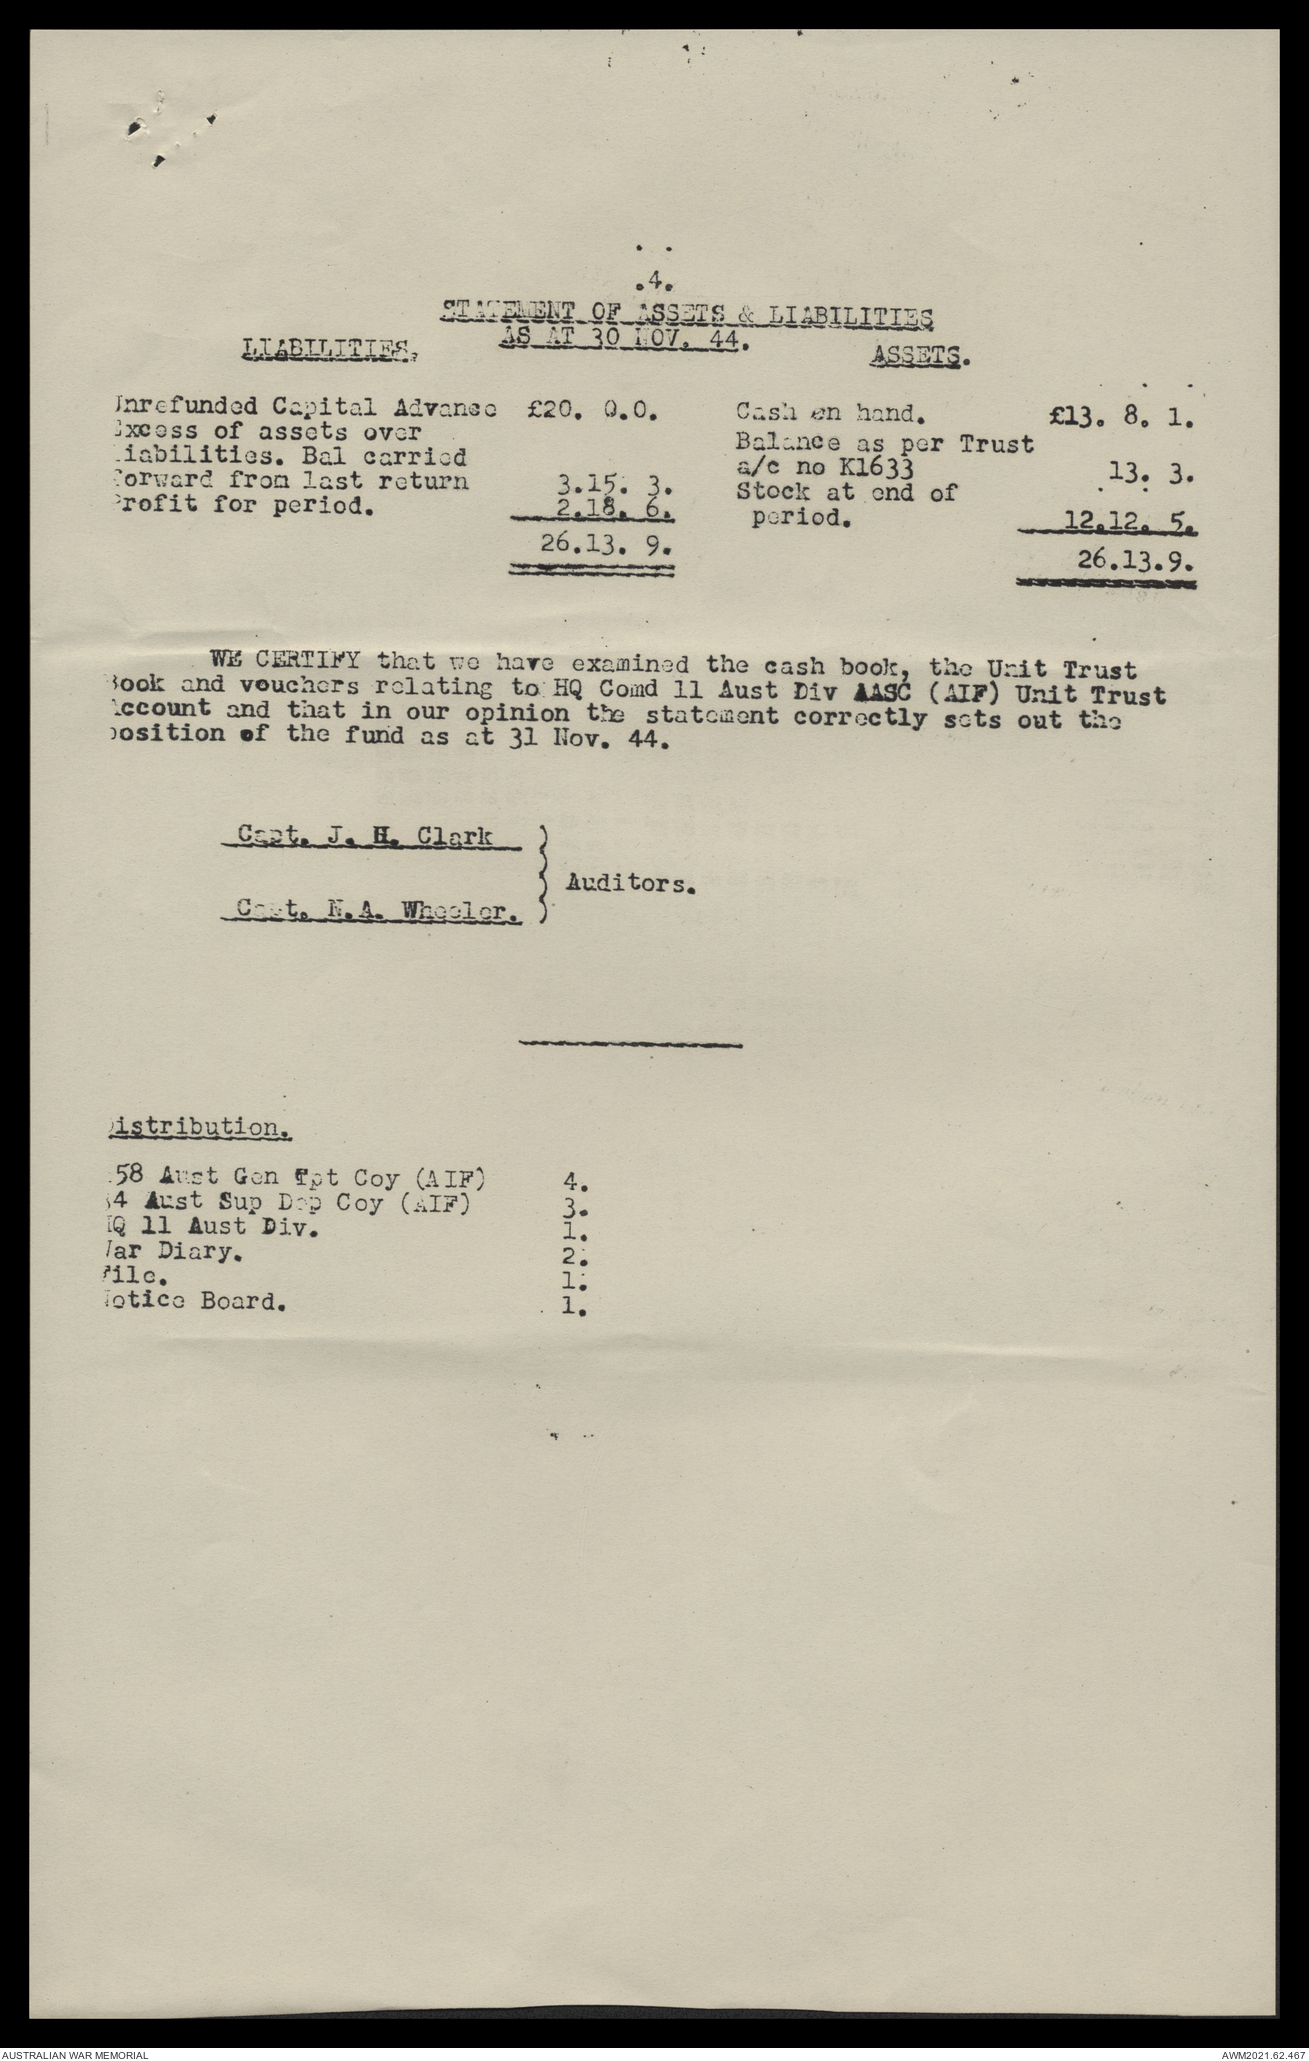 .4.
STATEMENT OF ASSETS & LIABILITIES
AS AT 30 NOV. 44.
LIABILITIES,
Unrefunded Capital Advance £20. 0.0.
Excess of assets over
liabilities. Bal carried
forward from last return 3.15. 3.
Profit for period. 2.18. 6.
26.13. 9.
ASSETS.
Cash on hand. £13. 8. 1.
Balance as per Trust
a/c no K1633 13. 3.
Stock at end of
period. 12.12. 5.
26.13.9.
WE CERTIFY that we have examined the cash book, the Unit Trust
Book and vouchers relating to HQ Comd 11 Aust Div AASC (AIF) Unit Trust
Account and that in our opinion the statement correctly sets out the
position of the fund as at 31 Nov. 44.
Capt. J. H. Clark
Capt. N.A. Wheeler.
} Auditors.
Distribution.
58 Aust Gen Tpt Coy (AIF) 4.
4 Aust Sup Dep Coy (AIF) 3.
HQ 11 Aust Div. 1.
War Diary. 2.
File. 1.
Notice Board. 1.
AUSTRALIAN WAR MEMORIAL
AWM2021.62.467